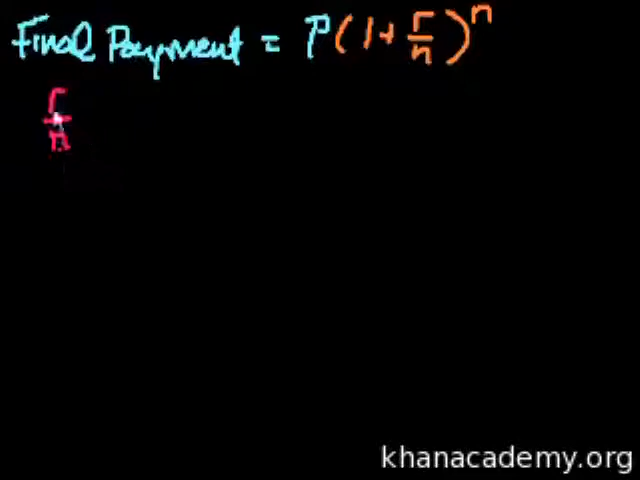 Final Payment = P(1+r/n)^n
r/n
khanacademy.org